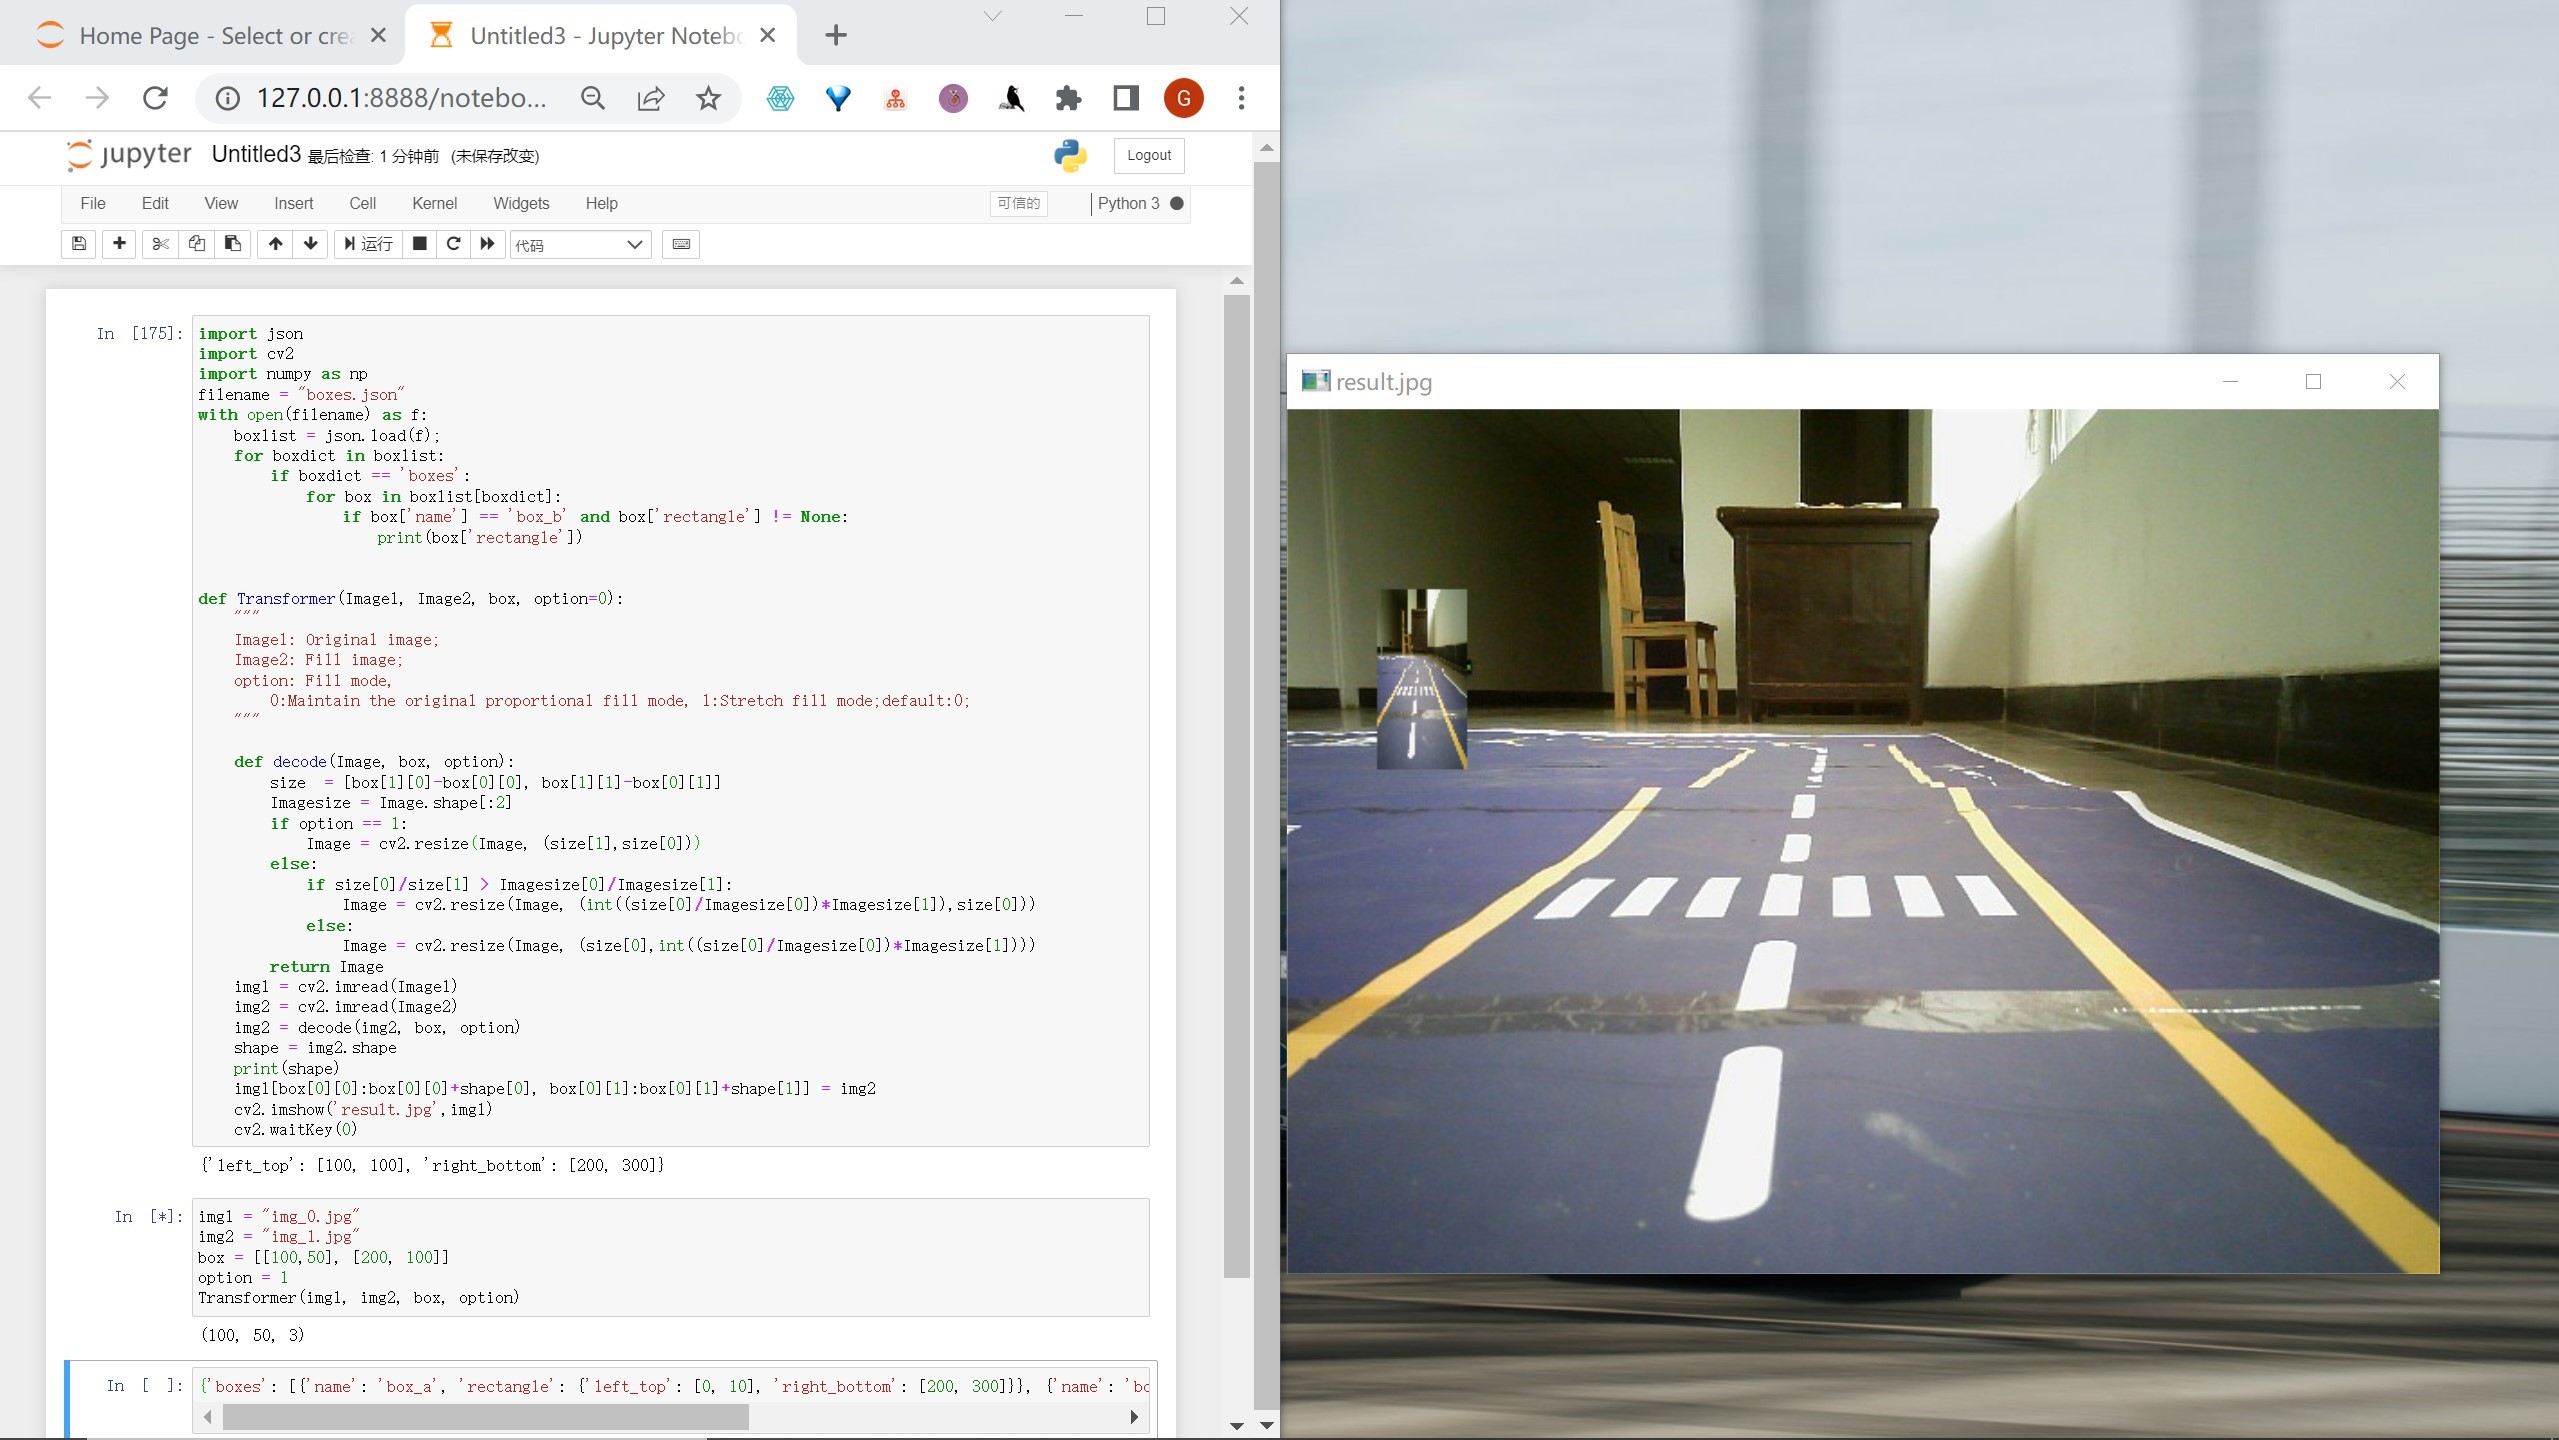 Home Page - Select or crea
Untitled3 - Jupyter Notebo
127.0.0.1:8888/notebo...
G
jupyter Untitled3 最后检查: 1 分钟前 (未保存改变)
Logout
File Edit View Insert Cell Kernel Widgets Help
可信的
Python 3
运行
代码
In [175]:
import json
import cv2
import numpy as np
filename = "boxes.json"
with open(filename) as f:
    boxlist = json.load(f);
    for boxdict in boxlist:
        if boxdict == 'boxes':
            for box in boxlist[boxdict]:
                if box['name'] == 'box_b' and box['rectangle'] != None:
                    print(box['rectangle'])
def Transformer(Image1, Image2, box, option=0):
    """
    Image1: Original image;
    Image2: Fill image;
    option: Fill mode,
        0:Maintain the original proportional fill mode, 1:Stretch fill mode;default:0;
    """
    def decode(Image, box, option):
        size  = [box[1][0]-box[0][0], box[1][1]-box[0][1]]
        Imagesize = Image.shape[:2]
        if option == 1:
            Image = cv2.resize(Image, (size[1],size[0]))
        else:
            if size[0]/size[1] > Imagesize[0]/Imagesize[1]:
                Image = cv2.resize(Image, (int((size[0]/Imagesize[0])*Imagesize[1]),size[0]))
            else:
                Image = cv2.resize(Image, (size[0],int((size[0]/Imagesize[0])*Imagesize[1])))
        return Image
    img1 = cv2.imread(Image1)
    img2 = cv2.imread(Image2)
    img2 = decode(img2, box, option)
    shape = img2.shape
    print(shape)
    img1[box[0][0]:box[0][0]+shape[0], box[0][1]:box[0][1]+shape[1]] = img2
    cv2.imshow('result.jpg',img1)
    cv2.waitKey(0)
{'left_top': [100, 100], 'right_bottom': [200, 300]}
In [*]:
img1 = "img_0.jpg"
img2 = "img_1.jpg"
box = [[100,50], [200, 100]]
option = 1
Transformer(img1, img2, box, option)
(100, 50, 3)
In [ ]:
{'boxes': [{'name': 'box_a', 'rectangle': {'left_top': [0, 10], 'right_bottom': [200, 300]}}, {'name': 'bo
result.jpg